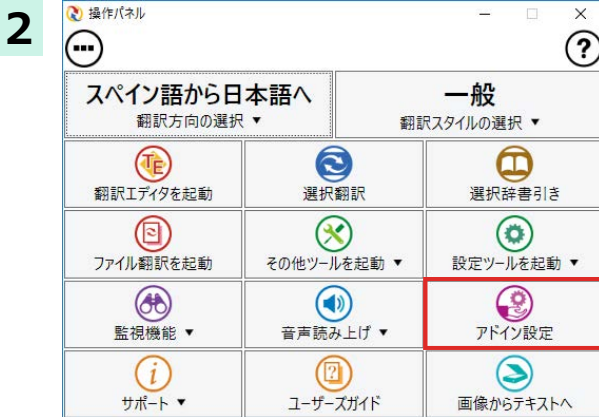 2
操作パネル
?
スペイン語から日本語へ
翻訳方向の選択 ▼
一般
翻訳スタイルの選択 ▼
TE
翻訳エディタを起動
選択翻訳
選択辞書引き
ファイル翻訳を起動
その他ツールを起動 ▼
設定ツールを起動 ▼
監視機能 ▼
音声読み上げ ▼
アドイン設定
i
サポート ▼
?
ユーザーズガイド
画像からテキストへ